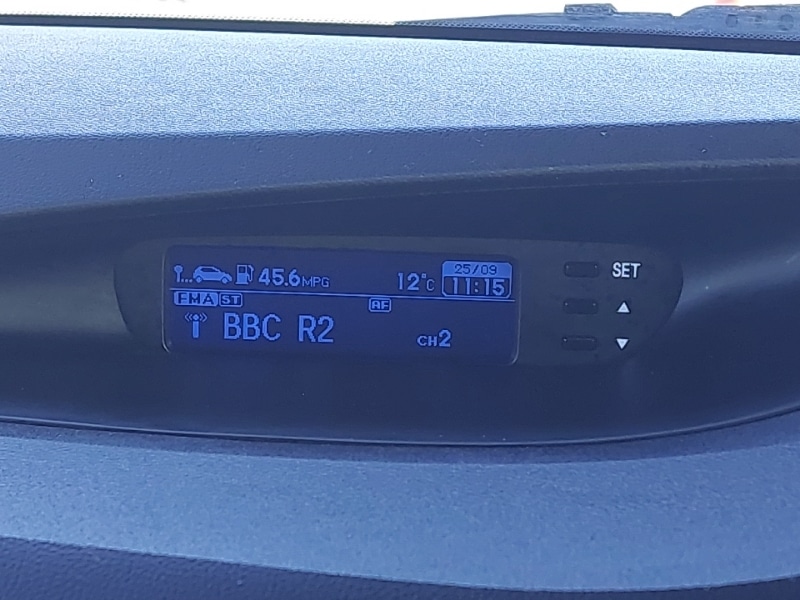 45.6MPG 12°C 25/09 11:15 SET
FMA ST AF
BBC R2 CH2